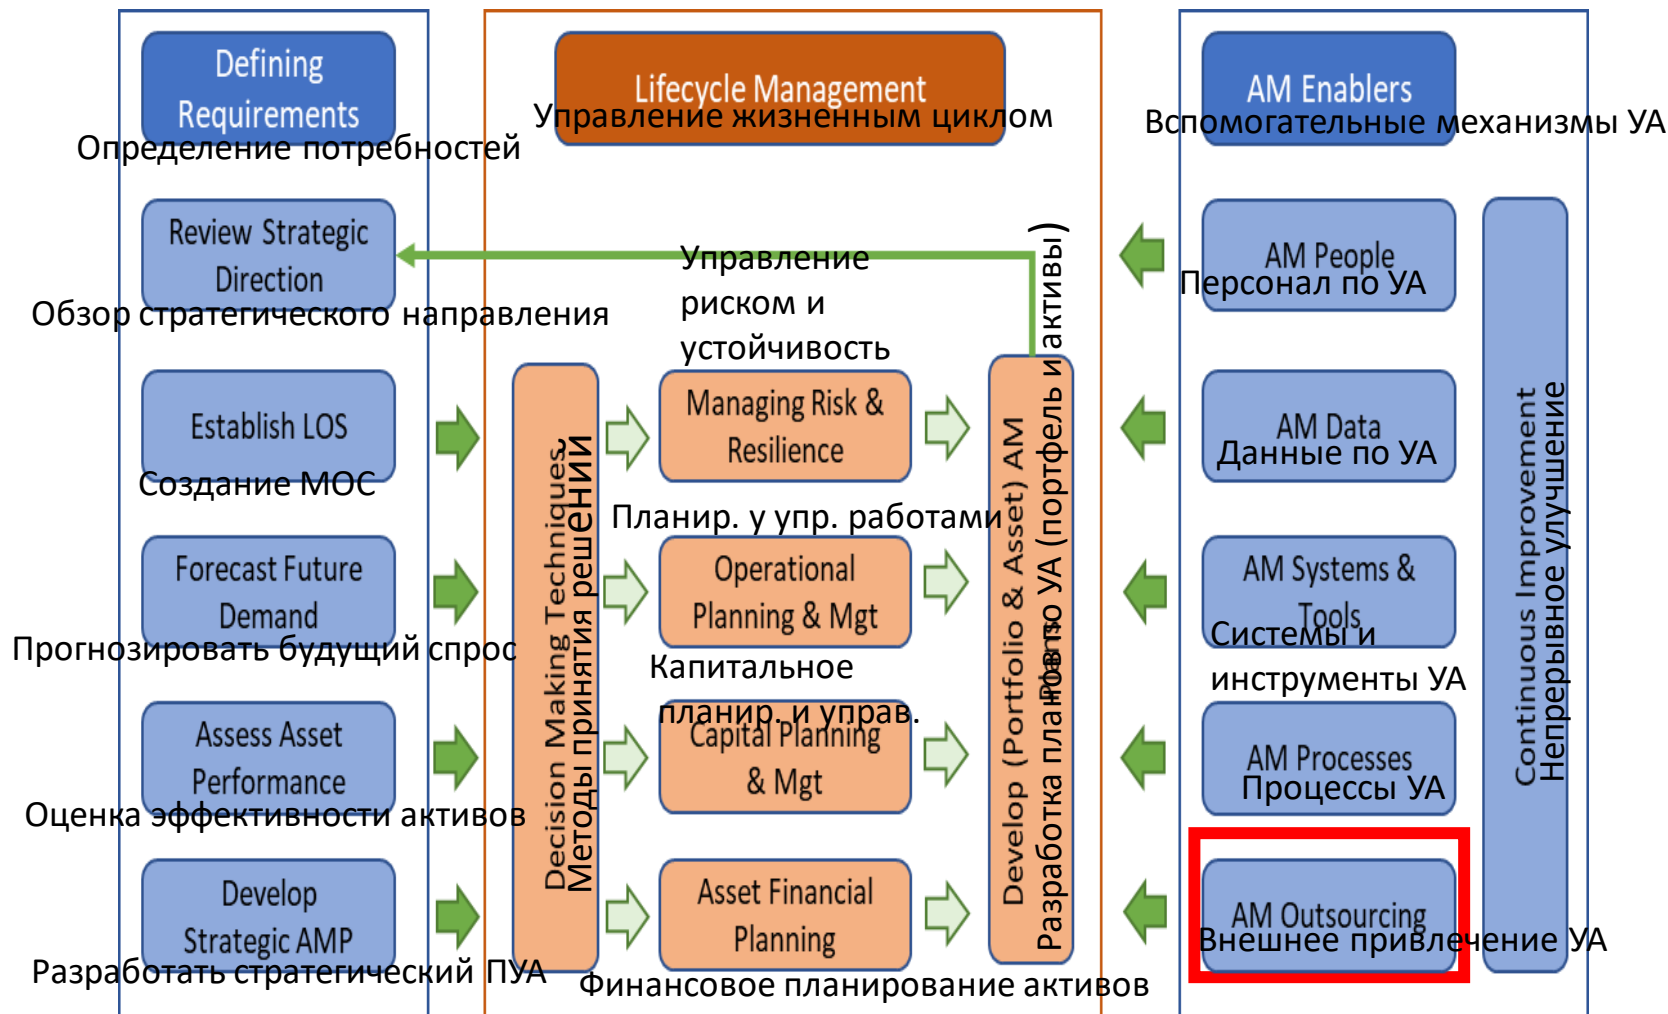 Defining
Requirements
Определение потребностей
Review Strategic
Direction
Обзор стратегического направления
Establish LOS
Создание МОС
Forecast Future
Demand
Прогнозировать будущий спрос
Assess Asset
Performance
Оценка эффективности активов
Develop
Strategic AMP
Разработать стратегический ПУА
Lifecycle Management
Управление жизненным циклом
Decision Making Techniques
Методы принятия решений
Управление
риском и
устойчивость
Managing Risk &
Resilience
Планир. у упр. работами
Operational
Planning & Mgt
Капитальное
планир. и управ.
Capital Planning
& Mgt
Asset Financial
Planning
Финансовое планирование активов
Develop (Portfolio & Asset) AM
Plans
Разработка планов по УА (портфель и активы)
AM Enablers
Вспомогательные механизмы УА
AM People
Персонал по УА
AM Data
Данные по УА
AM Systems &
Tools
Системы и
инструменты УА
AM Processes
Процессы УА
AM Outsourcing
Внешнее привлечение УА
Continuous Improvement
Непрерывное улучшение